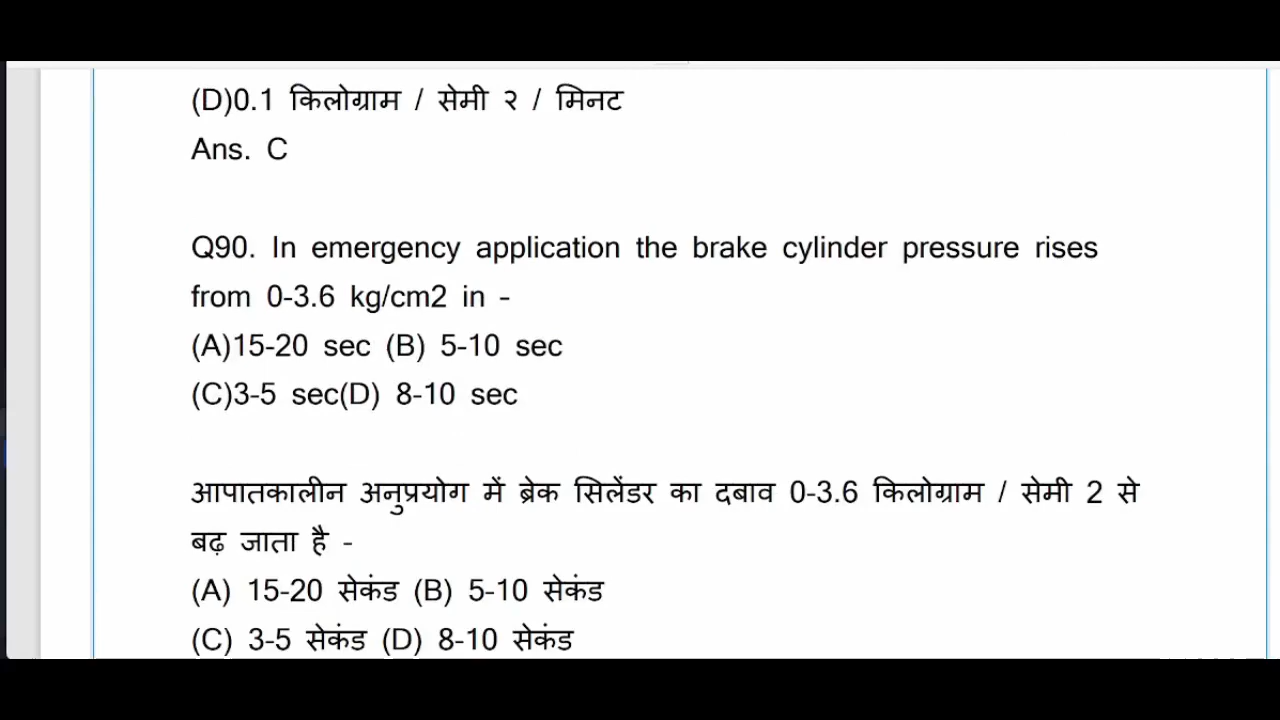 (D)0.1 किलोग्राम / सेमी २ / मिनट
Ans. C
Q90. In emergency application the brake cylinder pressure rises
from 0-3.6 kg/cm2 in -
(A)15-20 sec (B) 5-10 sec
(C)3-5 sec(D) 8-10 sec
आपातकालीन अनुप्रयोग में ब्रेक सिलेंडर का दबाव 0-3.6 किलोग्राम / सेमी 2 से
बढ़ जाता है -
(A) 15-20 सेकंड (B) 5-10 सेकंड
(C) 3-5 सेकंड (D) 8-10 सेकंड